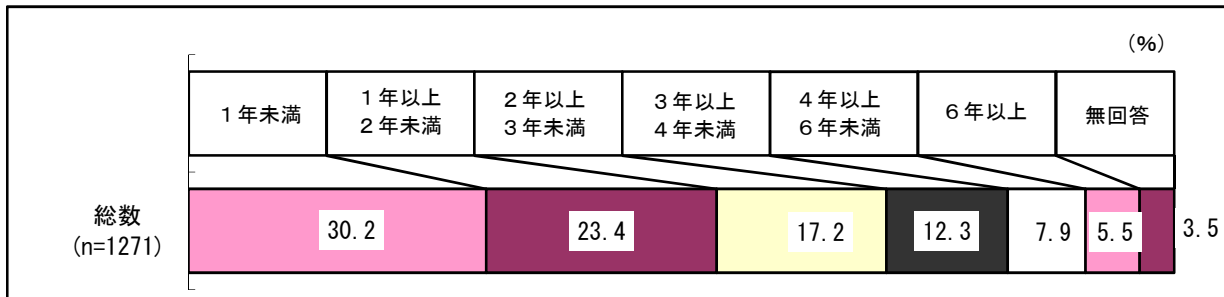 (%)
１年未満
１年以上
２年未満
２年以上
３年未満
３年以上
４年未満
４年以上
６年未満
６年以上
無回答
総数
(n=1271)
30.2
23.4
17.2
12.3
7.9
5.5
3.5